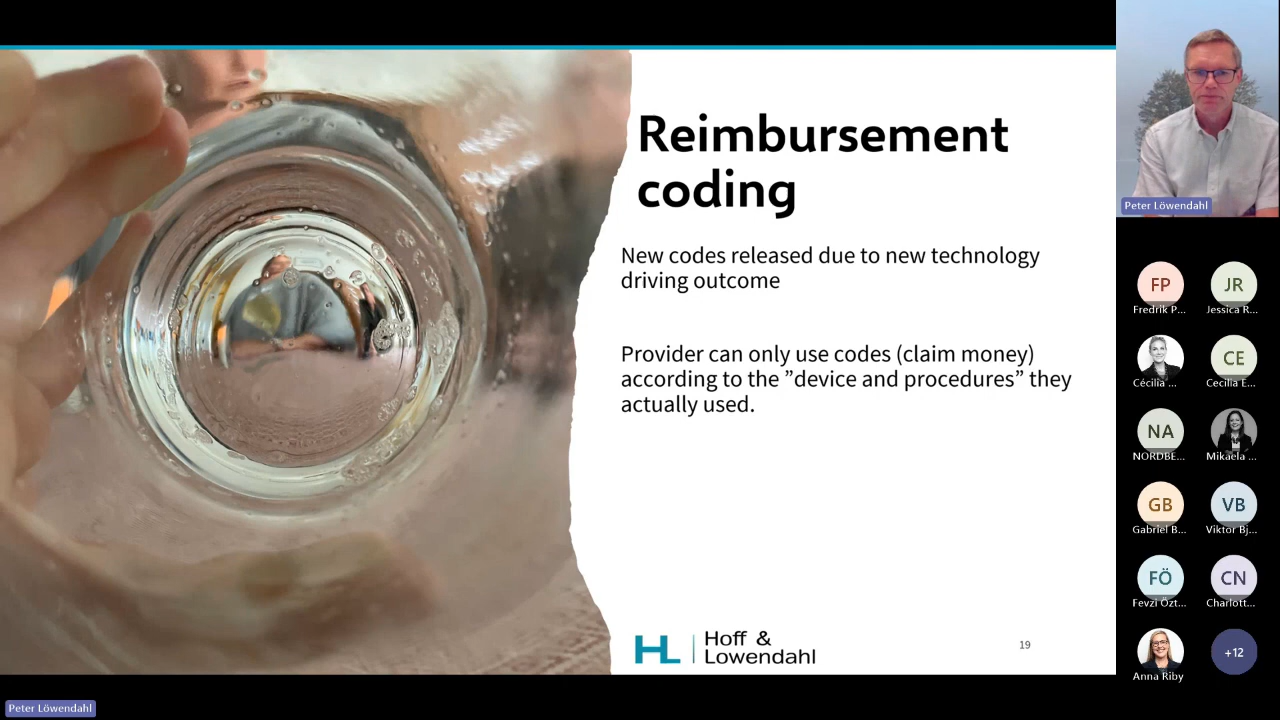 Reimbursement
coding
New codes released due to new technology
driving outcome
Provider can only use codes (claim money)
according to the ”device and procedures” they
actually used.
HL
Hoff &
Lowendahl
19
Peter Löwendahl
FP
Fredrik P...
JR
Jessica R...
Cécilia ...
CE
Cecilia E...
NA
NORDBE...
Mikaela ...
GB
Gabriel B...
VB
Viktor Bj...
FÖ
Fevzi Özt...
CN
Charlott...
Anna Riby
+12
Peter Löwendahl